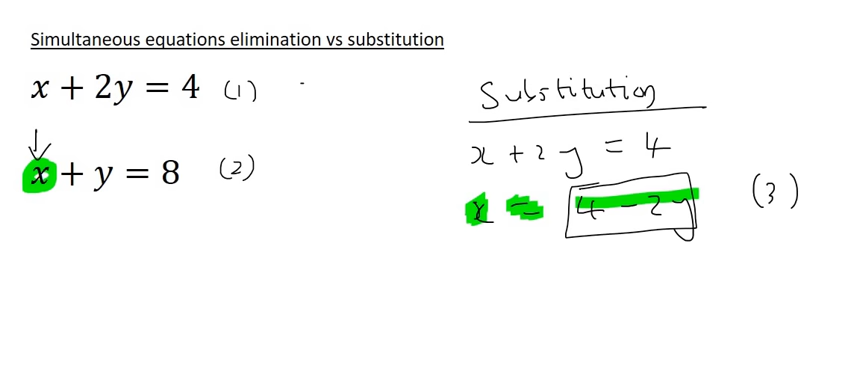 Simultaneous equations elimination vs substitution
x + 2y = 4 (1)
x + y = 8 (2)
Substitution
x + 2y = 4
x = 4 - 2y (3)